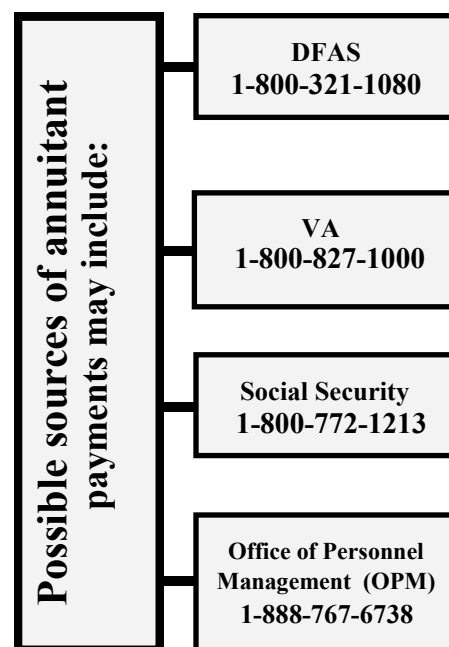 Possible sources of annuitant
payments may include:
DFAS
1-800-321-1080
VA
1-800-827-1000
Social Security
1-800-772-1213
Office of Personnel
Management (OPM)
1-888-767-6738